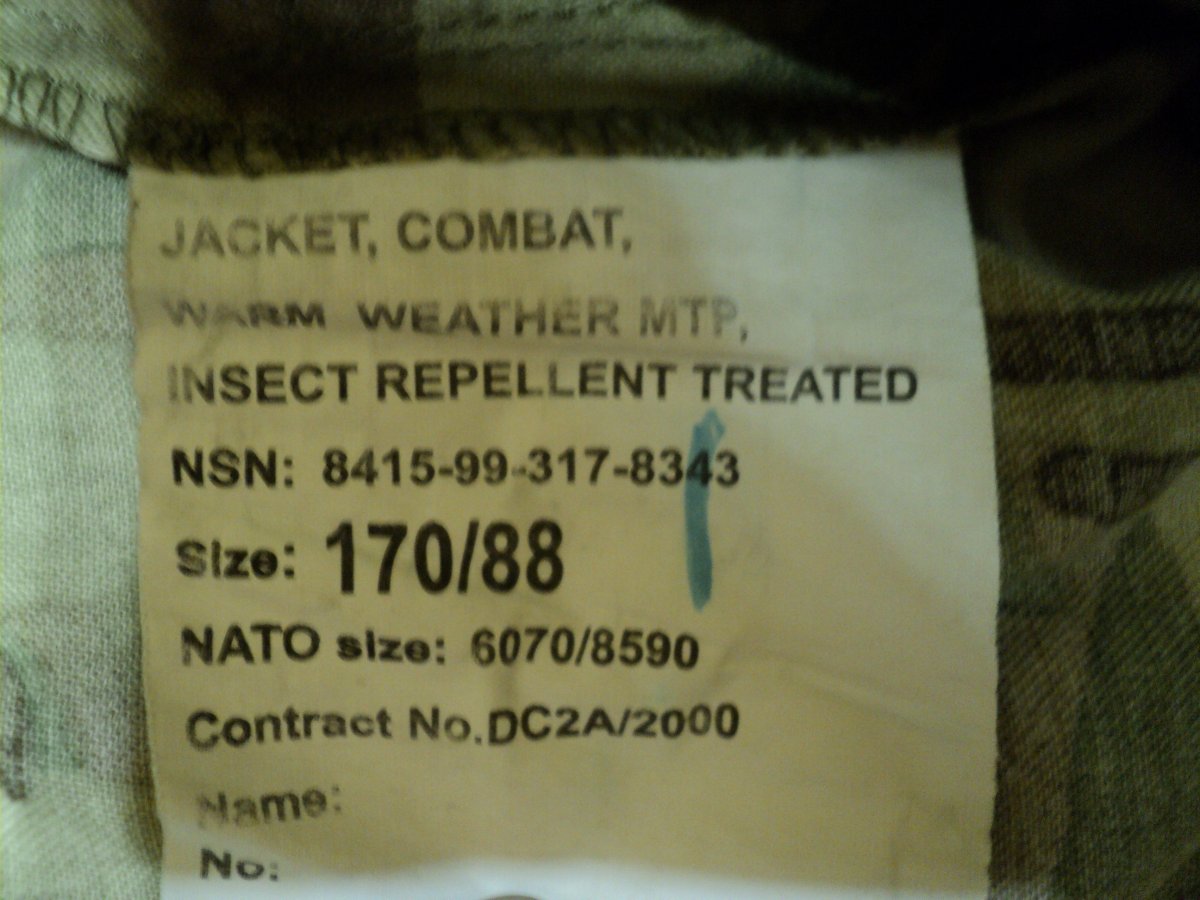 JACKET, COMBAT,
WARM WEATHER MTP,
INSECT REPELLENT TREATED
NSN: 8415-99-317-8343
Size: 170/88
NATO size: 6070/8590
Contract No.DC2A/2000
Name:
No: